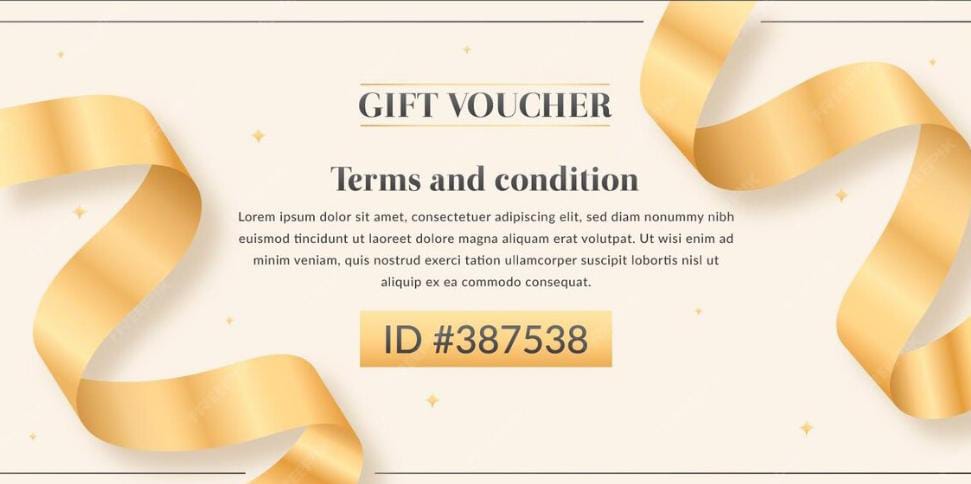 GIFT VOUCHER
Terms and condition
Lorem ipsum dolor sit amet, consectetuer adipiscing elit, sed diam nonummy nibh
euismod tincidunt ut laoreet dolore magna aliquam erat volutpat. Ut wisi enim ad
minim veniam, quis nostrud exerci tation ullamcorper suscipit lobortis nisl ut
aliquip ex ea commodo consequat.
ID #387538